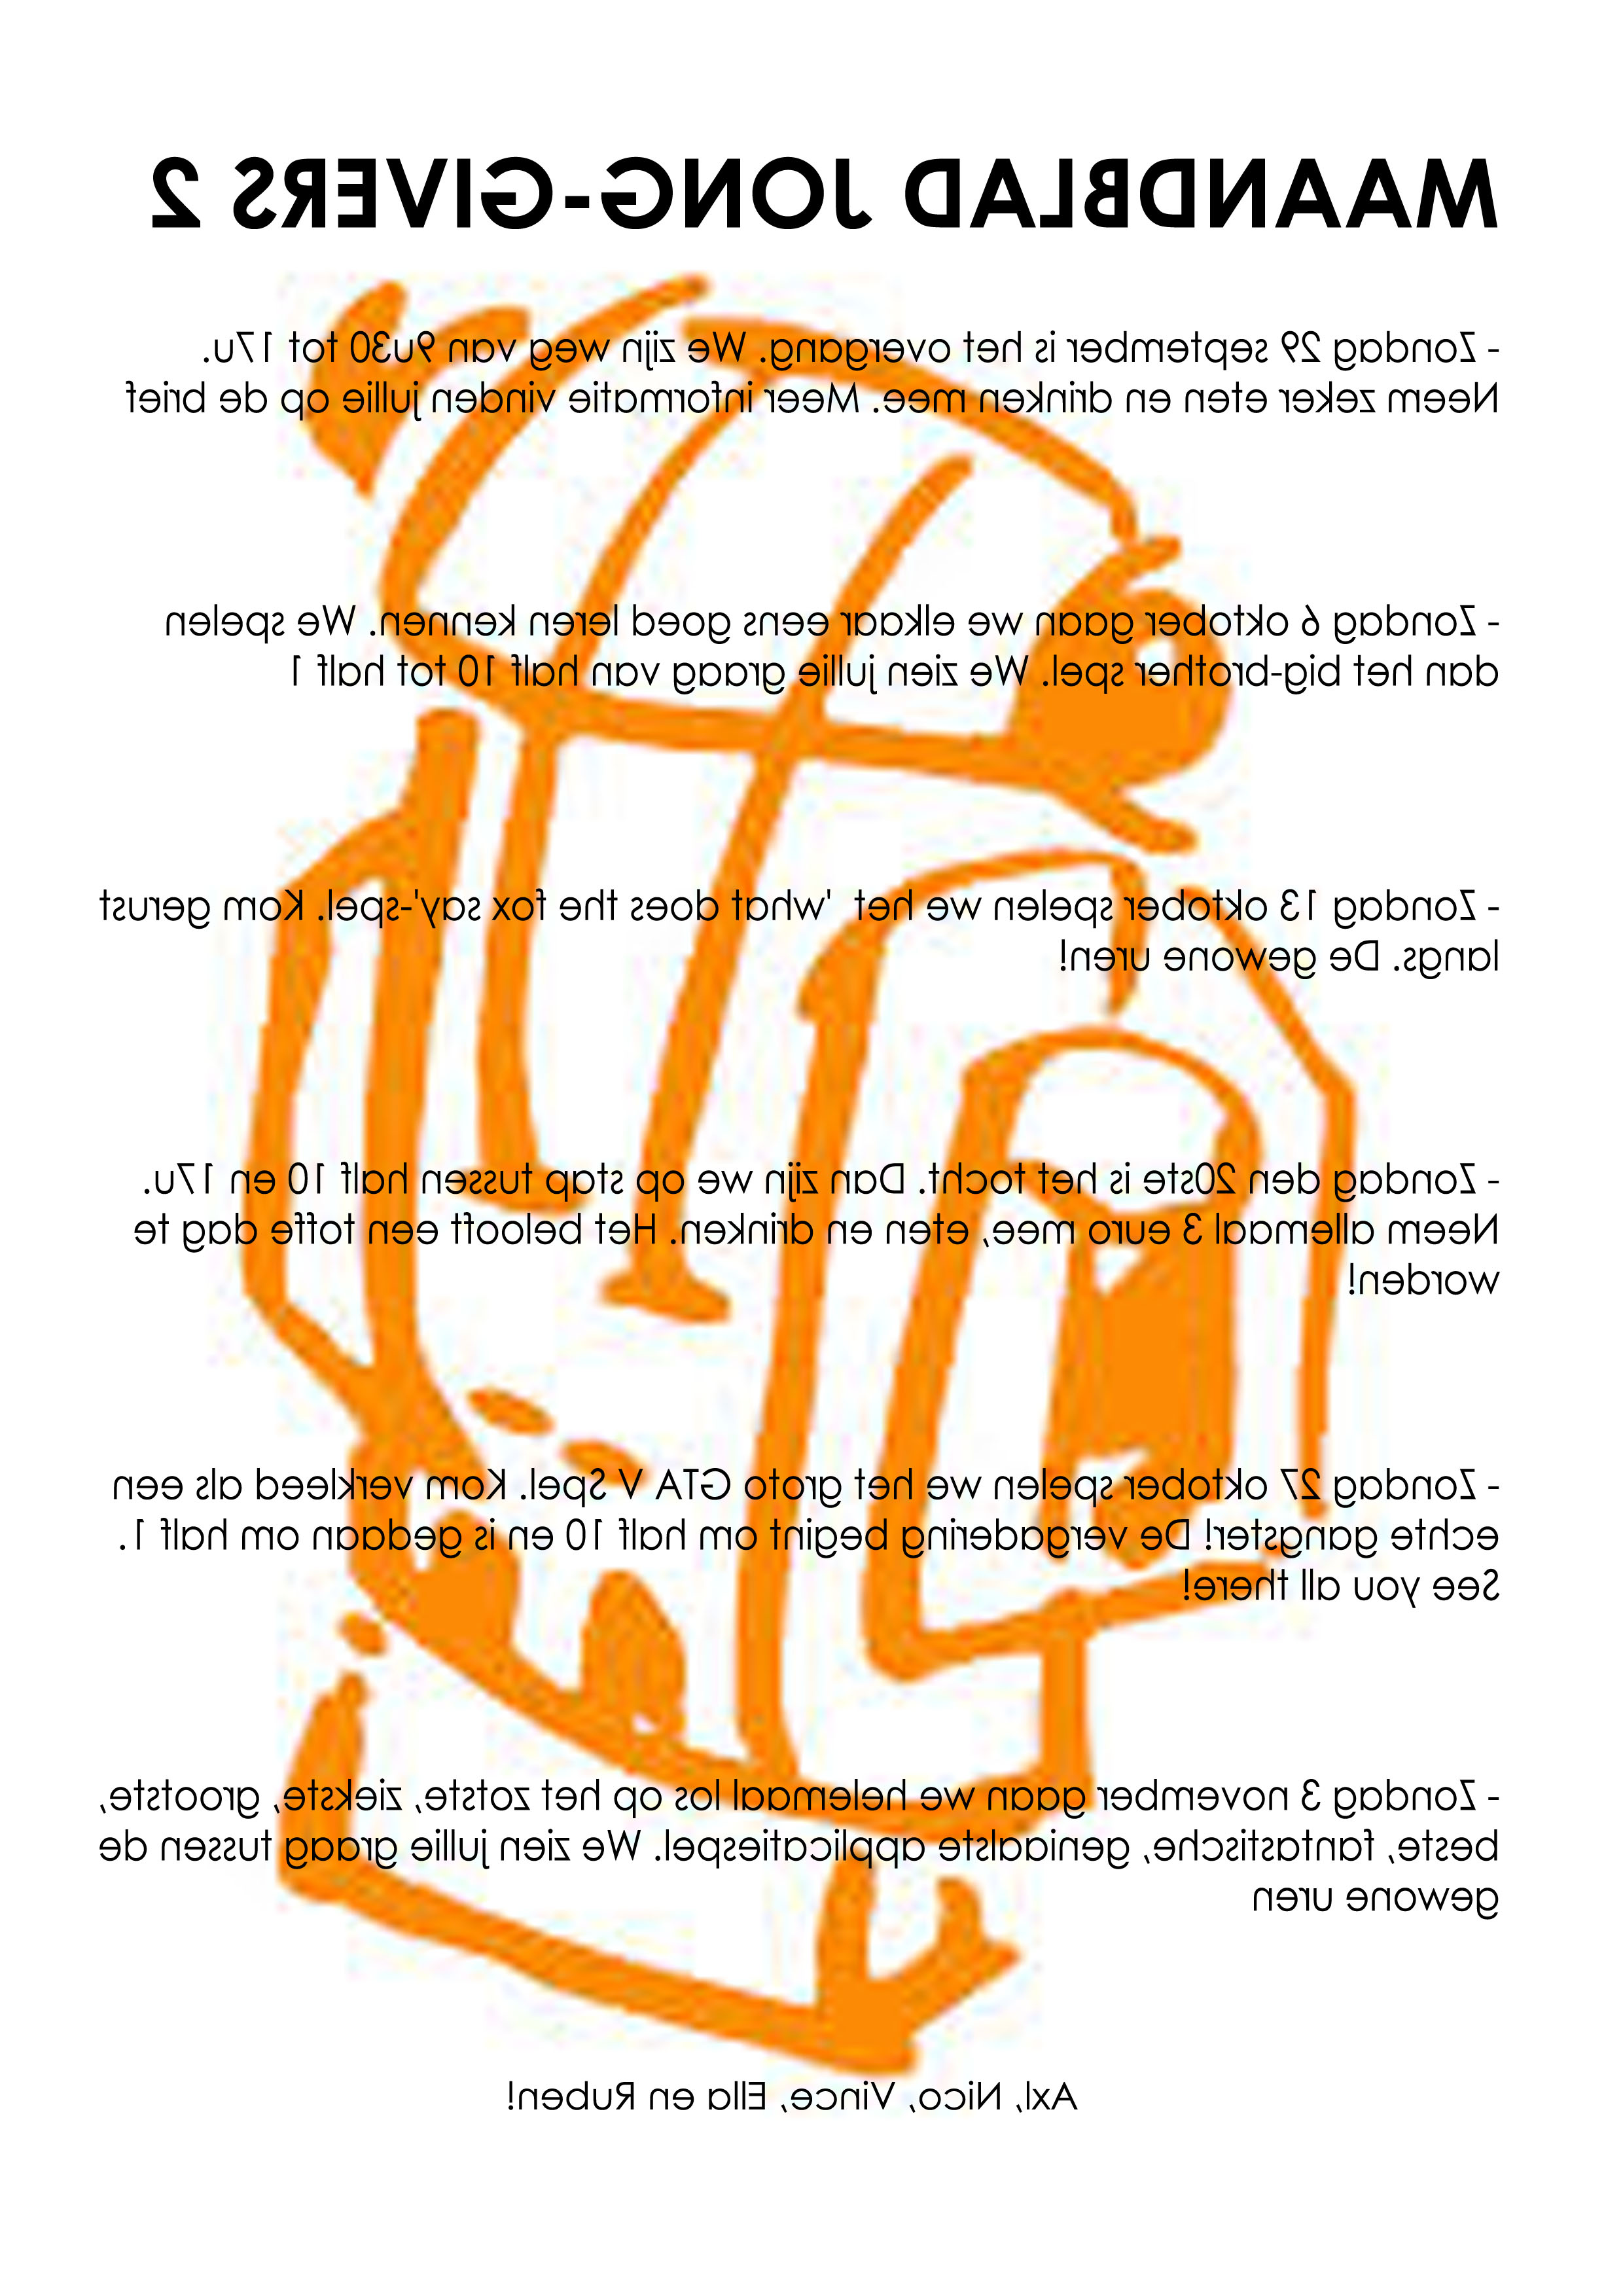 MAANDBLAD JONG-GIVERS 2
- Zondag 29 september is het overgang. We zijn weg van 9u30 tot 17u.
Neem zeker eten en drinken mee. Meer informatie vinden jullie op de brief
- Zondag 6 oktober gaan we elkaar eens goed leren kennen. We spelen
dan het big-brother spel. We zien jullie graag van half 10 tot half 1
- Zondag 13 oktober spelen we het 'what does the fox say'-spel. Kom gerust
langs. De gewone uren!
- Zondag den 20ste is het tocht. Dan zijn we op stap tussen half 10 en 17u.
Neem allemaal 3 euro mee, eten en drinken. Het belooft een toffe dag te
worden!
- Zondag 27 oktober spelen we het groto GTA V Spel. Kom verkleed als een
echte gangster! De vergadering begint om half 10 en is gedaan om half 1.
See you all there!
- Zondag 3 november gaan we helemaal los op het zotste, ziekste, grootste,
beste, fantastische, geniaalste applicatiespel. We zien jullie graag tussen de
gewone uren
Axl, Nico, Vince, Ella en Ruben!